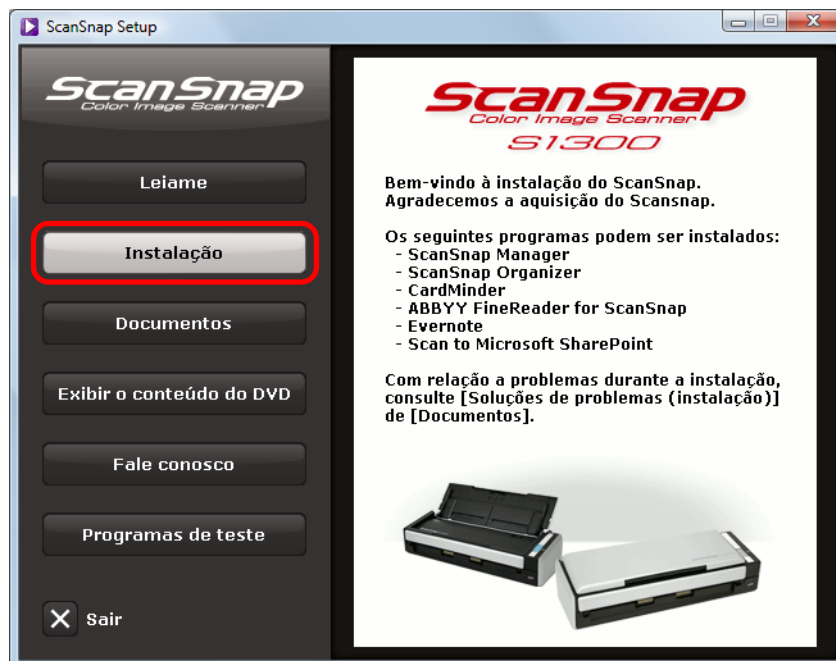 ScanSnap Setup
ScanSnap
Color Image Scanner
Leiame
Instalação
Documentos
Exibir o conteúdo do DVD
Fale conosco
Programas de teste
Sair
ScanSnap
Color Image Scanner
S1300
Bem-vindo à instalação do ScanSnap.
Agradecemos a aquisição do Scansnap.
Os seguintes programas podem ser instalados:
- ScanSnap Manager
- ScanSnap Organizer
- CardMinder
- ABBYY FineReader for ScanSnap
- Evernote
- Scan to Microsoft SharePoint
Com relação a problemas durante a instalação,
consulte [Soluções de problemas (instalação)]
de [Documentos].